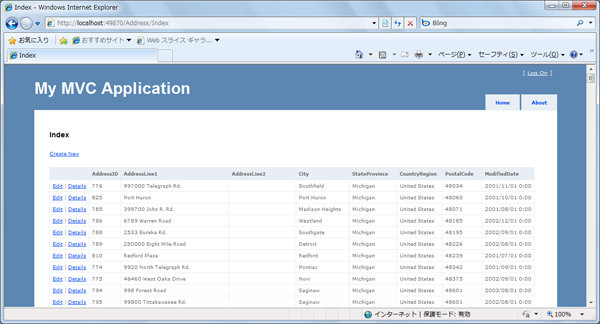 Index - Windows Internet Explorer
http://localhost:49870/Address/Index
Bing
お気に入り おすすめサイト Web スライス ギャラ...
Index
ページ(P) セーフティ(S) ツール(O)
[ Log On ]
My MVC Application
Home About
Index
Create New
AddressID AddressLine1 AddressLine2 City StateProvince CountryRegion PostalCode ModifiedDate
Edit | Details 776 997000 Telegraph Rd. Southfield Michigan United States 48034 2001/11/01 0:00
Edit | Details 825 Port Huron Port Huron Michigan United States 48060 2001/10/01 0:00
Edit | Details 785 399700 John R. Rd. Madison Heights Michigan United States 48071 2001/08/01 0:00
Edit | Details 786 6789 Warren Road Westland Michigan United States 48185 2002/12/01 0:00
Edit | Details 788 2533 Eureka Rd. Southgate Michigan United States 48195 2002/09/01 0:00
Edit | Details 789 250000 Eight Mile Road Detroit Michigan United States 48226 2002/08/01 0:00
Edit | Details 810 Redford Plaza Redford Michigan United States 48239 2001/07/01 0:00
Edit | Details 774 9920 North Telegraph Rd. Pontiac Michigan United States 48342 2001/09/01 0:00
Edit | Details 775 46460 West Oaks Drive Novi Michigan United States 48375 2002/09/01 0:00
Edit | Details 794 998 Forest Road Saginaw Michigan United States 48601 2003/08/01 0:00
Edit | Details 795 99800 Tittabawasee Rd. Saginaw Michigan United States 48601 2002/08/01 0:00
インターネット | 保護モード: 有効 100%